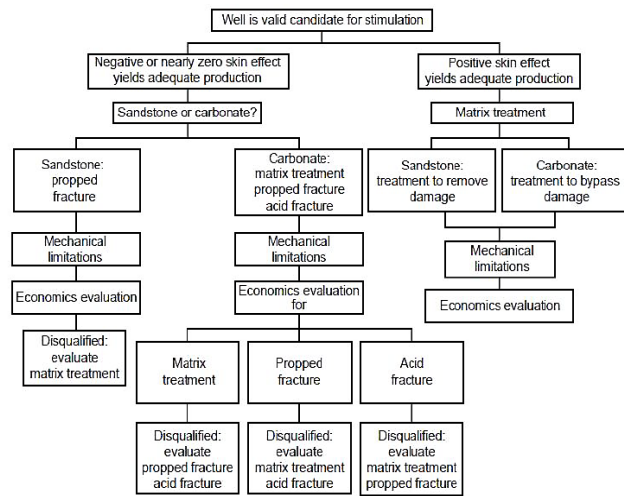 Well is valid candidate for stimulation
Negative or nearly zero skin effect
yields adequate production
Positive skin effect
yields adequate production
Sandstone or carbonate?
Matrix treatment
Sandstone:
propped
fracture
Carbonate:
matrix treatment
propped fracture
acid fracture
Sandstone:
treatment to remove
damage
Carbonate:
treatment to bypass
damage
Mechanical
limitations
Mechanical
limitations
Mechanical
limitations
Economics evaluation
Economics evaluation
for
Economics evaluation
Disqualified:
evaluate
matrix treatment
Matrix
treatment
Propped
fracture
Acid
fracture
Disqualified:
evaluate
propped fracture
acid fracture
Disqualified:
evaluate
matrix treatment
acid fracture
Disqualified:
evaluate
matrix treatment
propped fracture